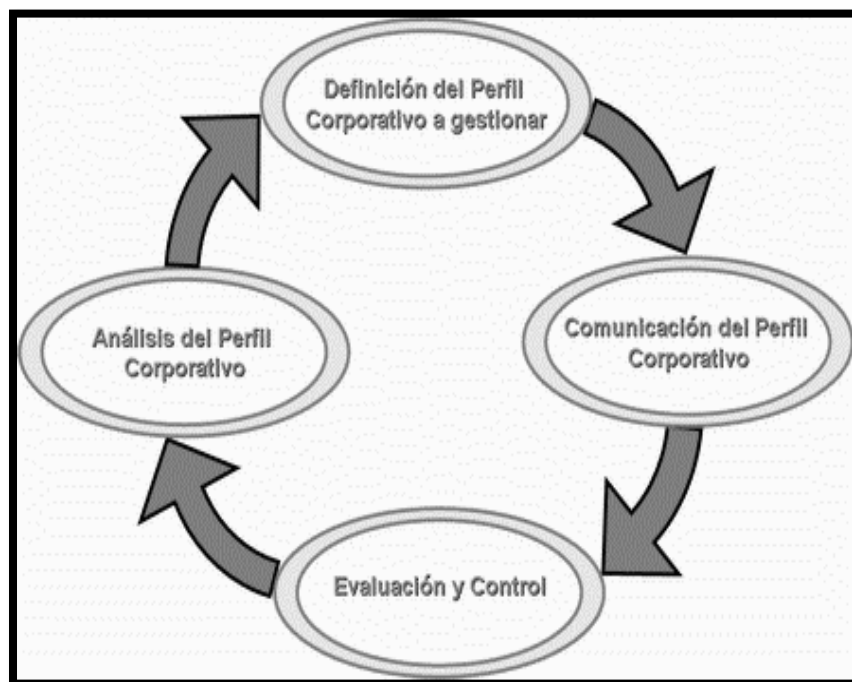 Definición del Perfil
Corporativo a gestionar
Comunicación del Perfil
Corporativo
Evaluación y Control
Análisis del Perfil
Corporativo